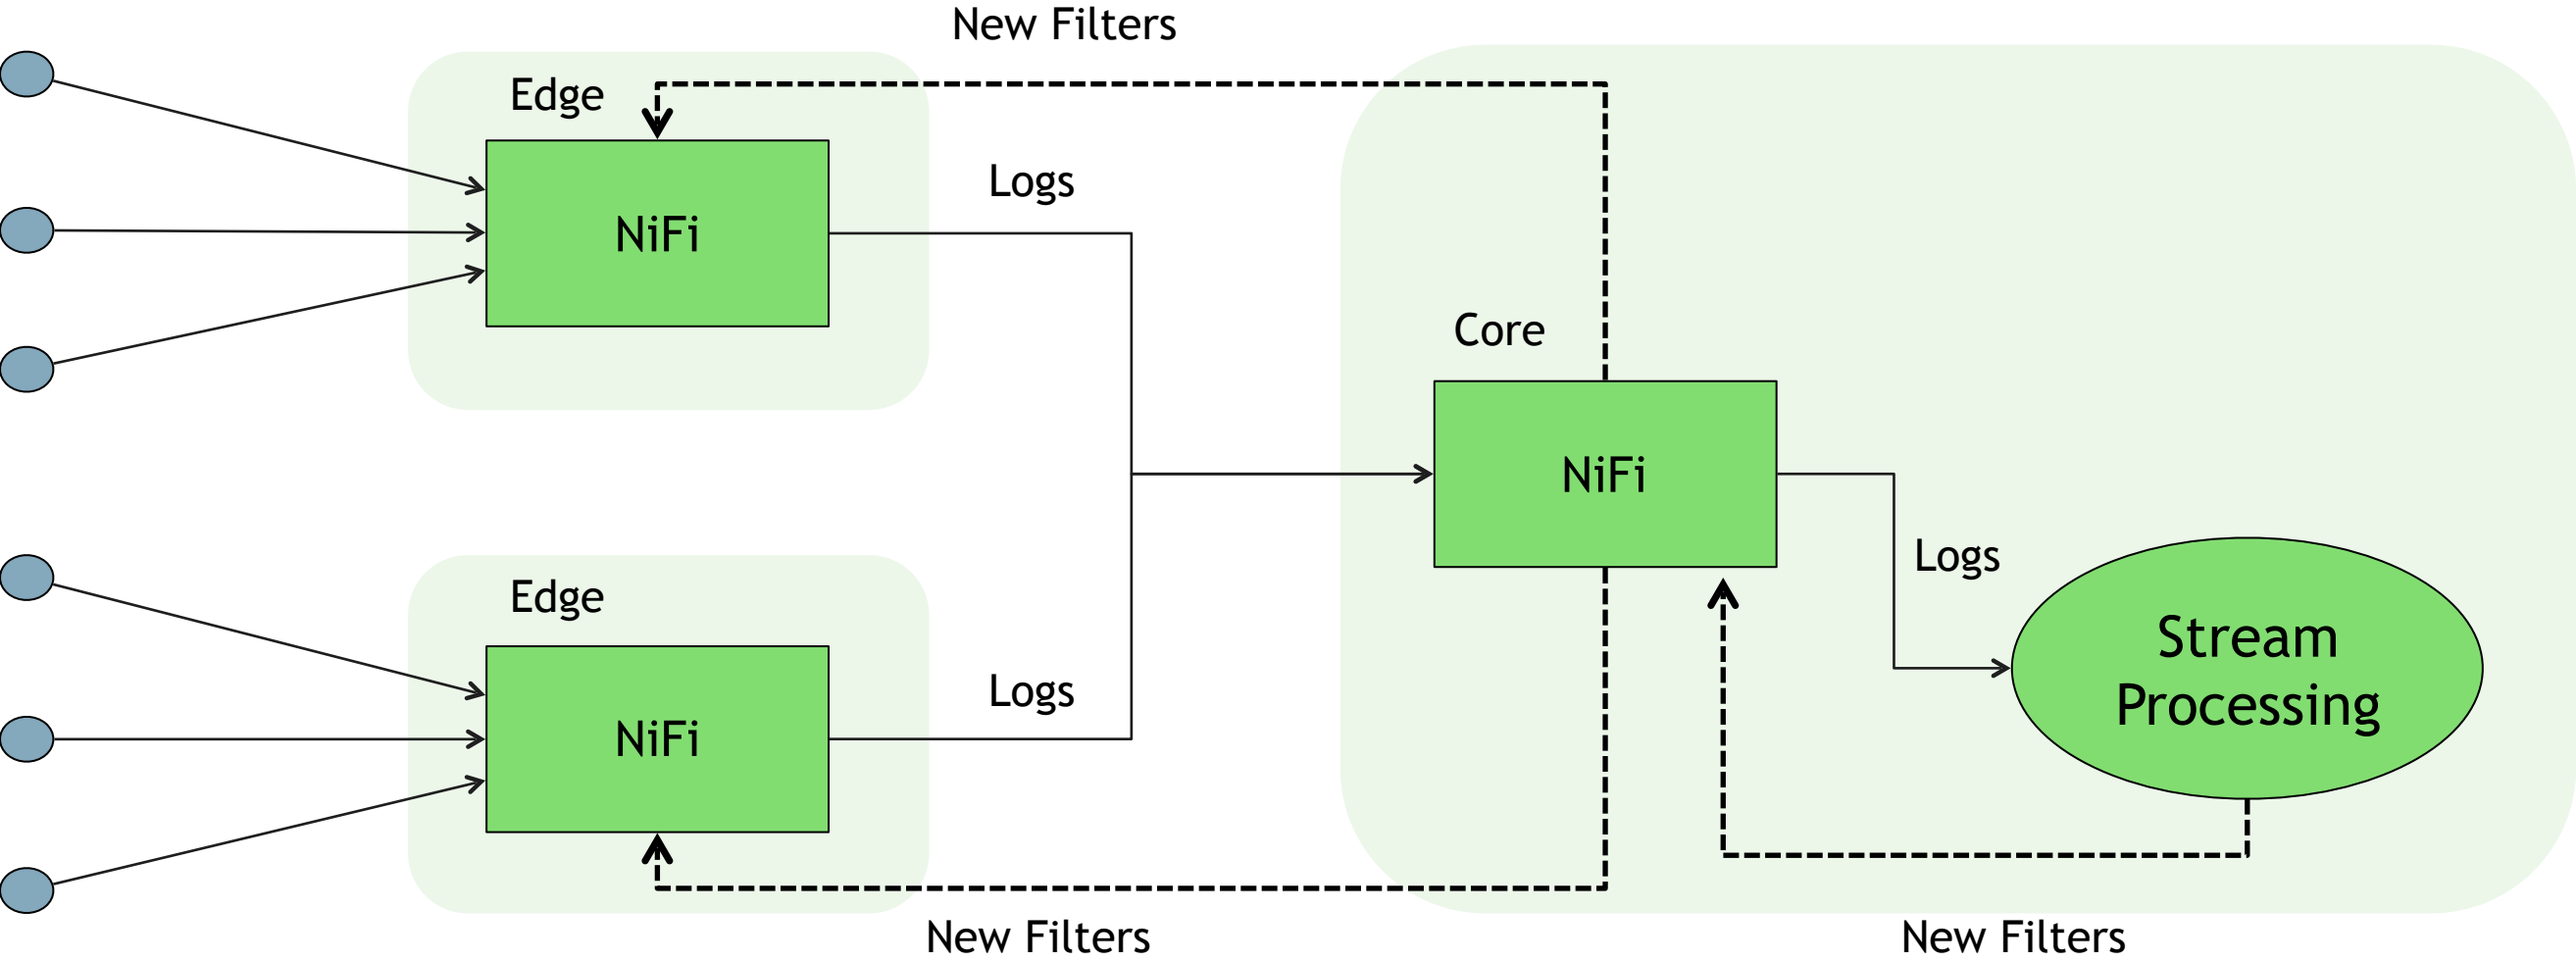 New Filters
Edge
NiFi
Logs
Core
NiFi
Logs
Edge
NiFi
Logs
Stream
Processing
New Filters
New Filters